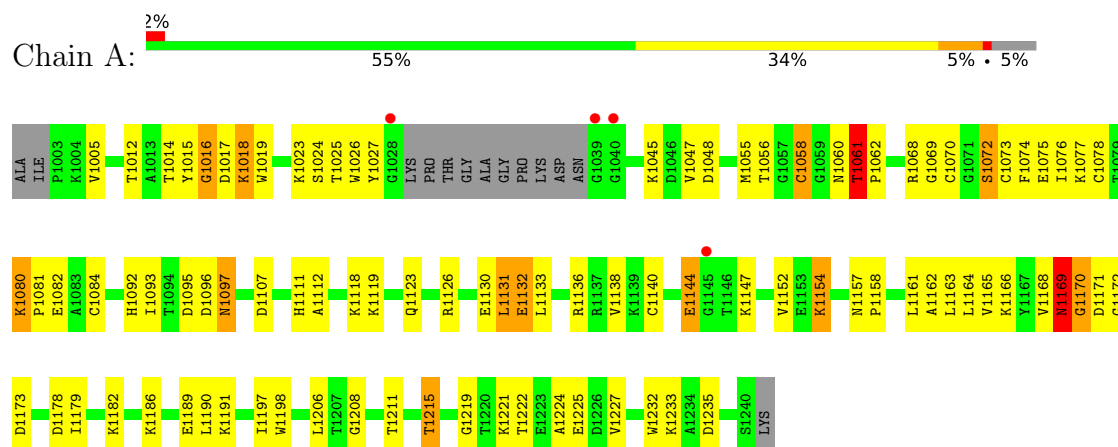 2%
Chain A:
55% 34% 5% • 5%
ALA ILE P1003 K1004 V1005 T1012 A1013 T1014 Y1015 G1016 D1017 K1018 W1019 K1023 S1024 T1025 W1026 Y1027 G1028 LYS PRO THR GLY ALA GLY PRO LYS ASP ASN G1039 G1040 K1045 D1046 V1047 D1048 M1055 T1056 G1057 C1058 G1059 N1060 T1061 P1062 R1068 G1069 C1070 G1071 S1072 C1073 F1074 E1075 I1076 K1077 C1078
K1080 P1081 E1082 A1083 C1084 H1092 I1093 T1094 D1095 D1096 N1097 D1107 H1111 A1112 K1118 K1119 Q1123 R1126 E1130 L1131 E1132 L1133 R1136 R1137 V1138 K1139 C1140 E1144 G1145 T1146 K1147 V1152 E1153 K1154 N1157 P1158 L1161 A1162 L1163 L1164 V1165 K1166 Y1167 V1168 N1169 G1170 D1171
D1173 D1178 I1179 K1182 K1186 E1189 L1190 K1191 I1197 W1198 L1206 T1207 G1208 T1211 T1215 G1219 T1220 K1221 T1222 E1223 A1224 E1225 D1226 V1227 W1232 K1233 A1234 D1235 S1240 LYS